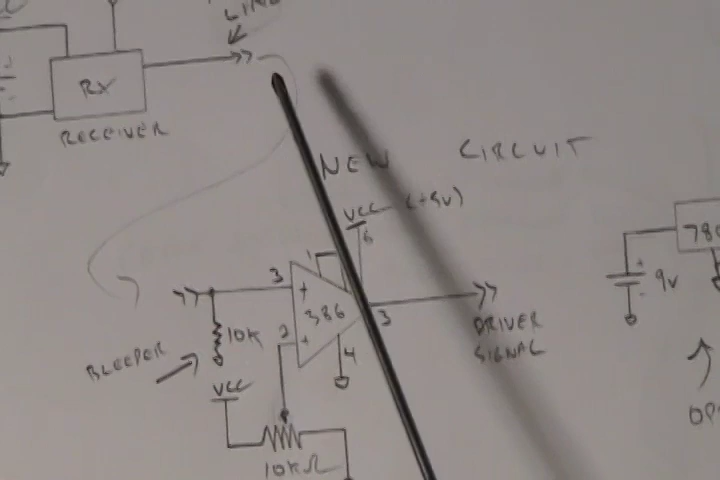 RX
RECEIVER
NEW CIRCUIT
VCC (+9V)
6
1
3
+
386
2
+
4
3
DRIVER
SIGNAL
10K
BLEEPER
VCC
10KΩ
+
9V
-